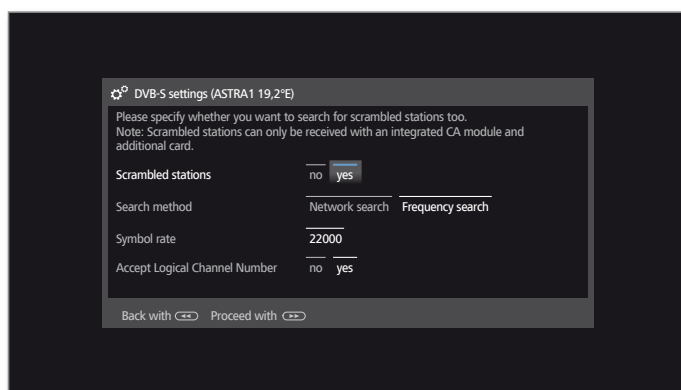 DVB-S settings (ASTRA1 19,2°E)
Please specify whether you want to search for scrambled stations too.
Note: Scrambled stations can only be received with an integrated CA module and
additional card.
Scrambled stations no yes
Search method Network search Frequency search
Symbol rate 22000
Accept Logical Channel Number no yes
Back with ◄◄ Proceed with ►►